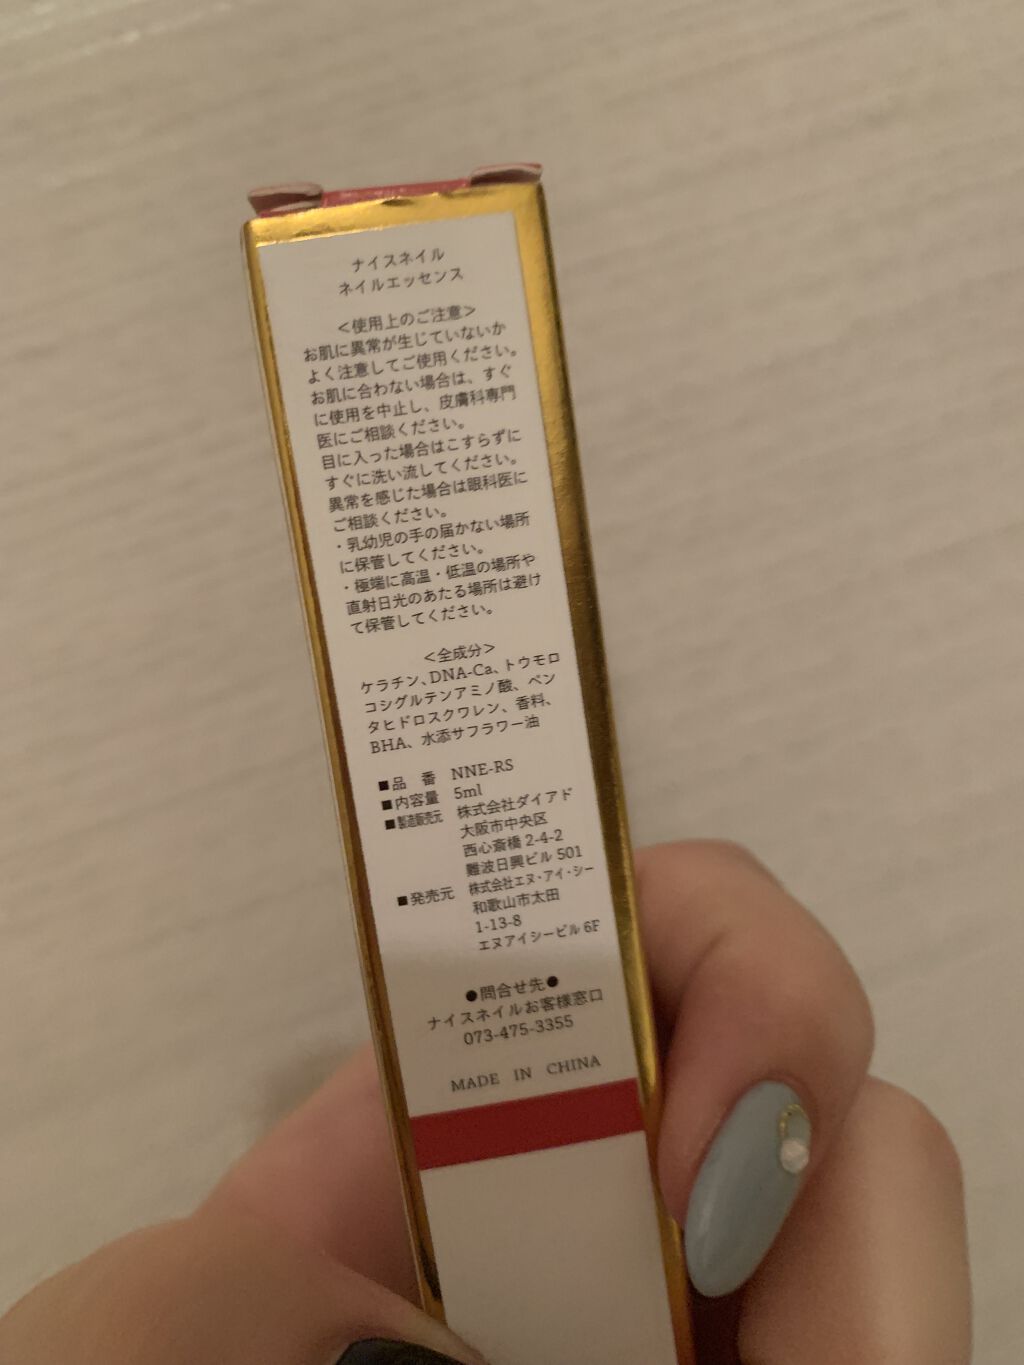 ナイスネイル
ネイルエッセンス
<使用上のご注意>
お肌に異常が生じていないか
よく注意してご使用ください。
お肌に合わない場合は、すぐ
に使用を中止し、皮膚科専門
医にご相談ください。
目に入った場合はこすらずに
すぐに洗い流してください。
異常を感じた場合は眼科医に
ご相談ください。
・乳幼児の手の届かない場所
に保管してください。
・極端に高温・低温の場所や
直射日光のあたる場所は避け
て保管してください。
<全成分>
ケラチン、DNA-Ca、トウモロ
コシグルテンアミノ酸、ペン
タヒドロスクワレン、香料、
BHA、水添サフラワー油
■品 番 NNE-RS
■内容量 5ml
■製造販売元 株式会社ダイアド
大阪市中央区
西心斎橋 2-4-2
難波日興ビル 501
■発売元 株式会社エヌ・アイ・シー
和歌山市太田
1-13-8
エヌアイシービル 6F
●問合せ先●
ナイスネイルお客様窓口
073-475-3355
MADE IN CHINA